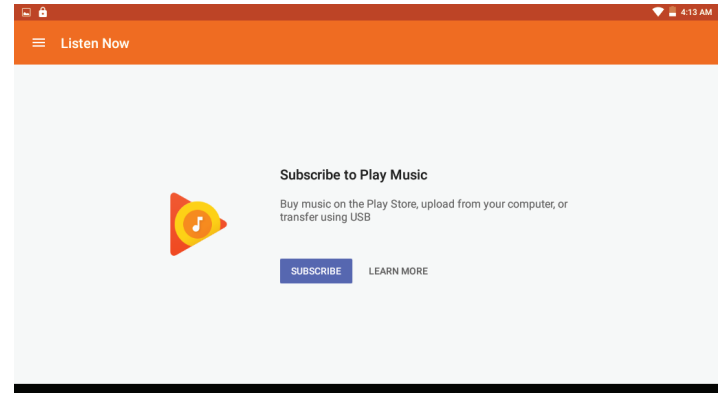 4:13 AM
Listen Now
Subscribe to Play Music
Buy music on the Play Store, upload from your computer, or
transfer using USB
SUBSCRIBE LEARN MORE